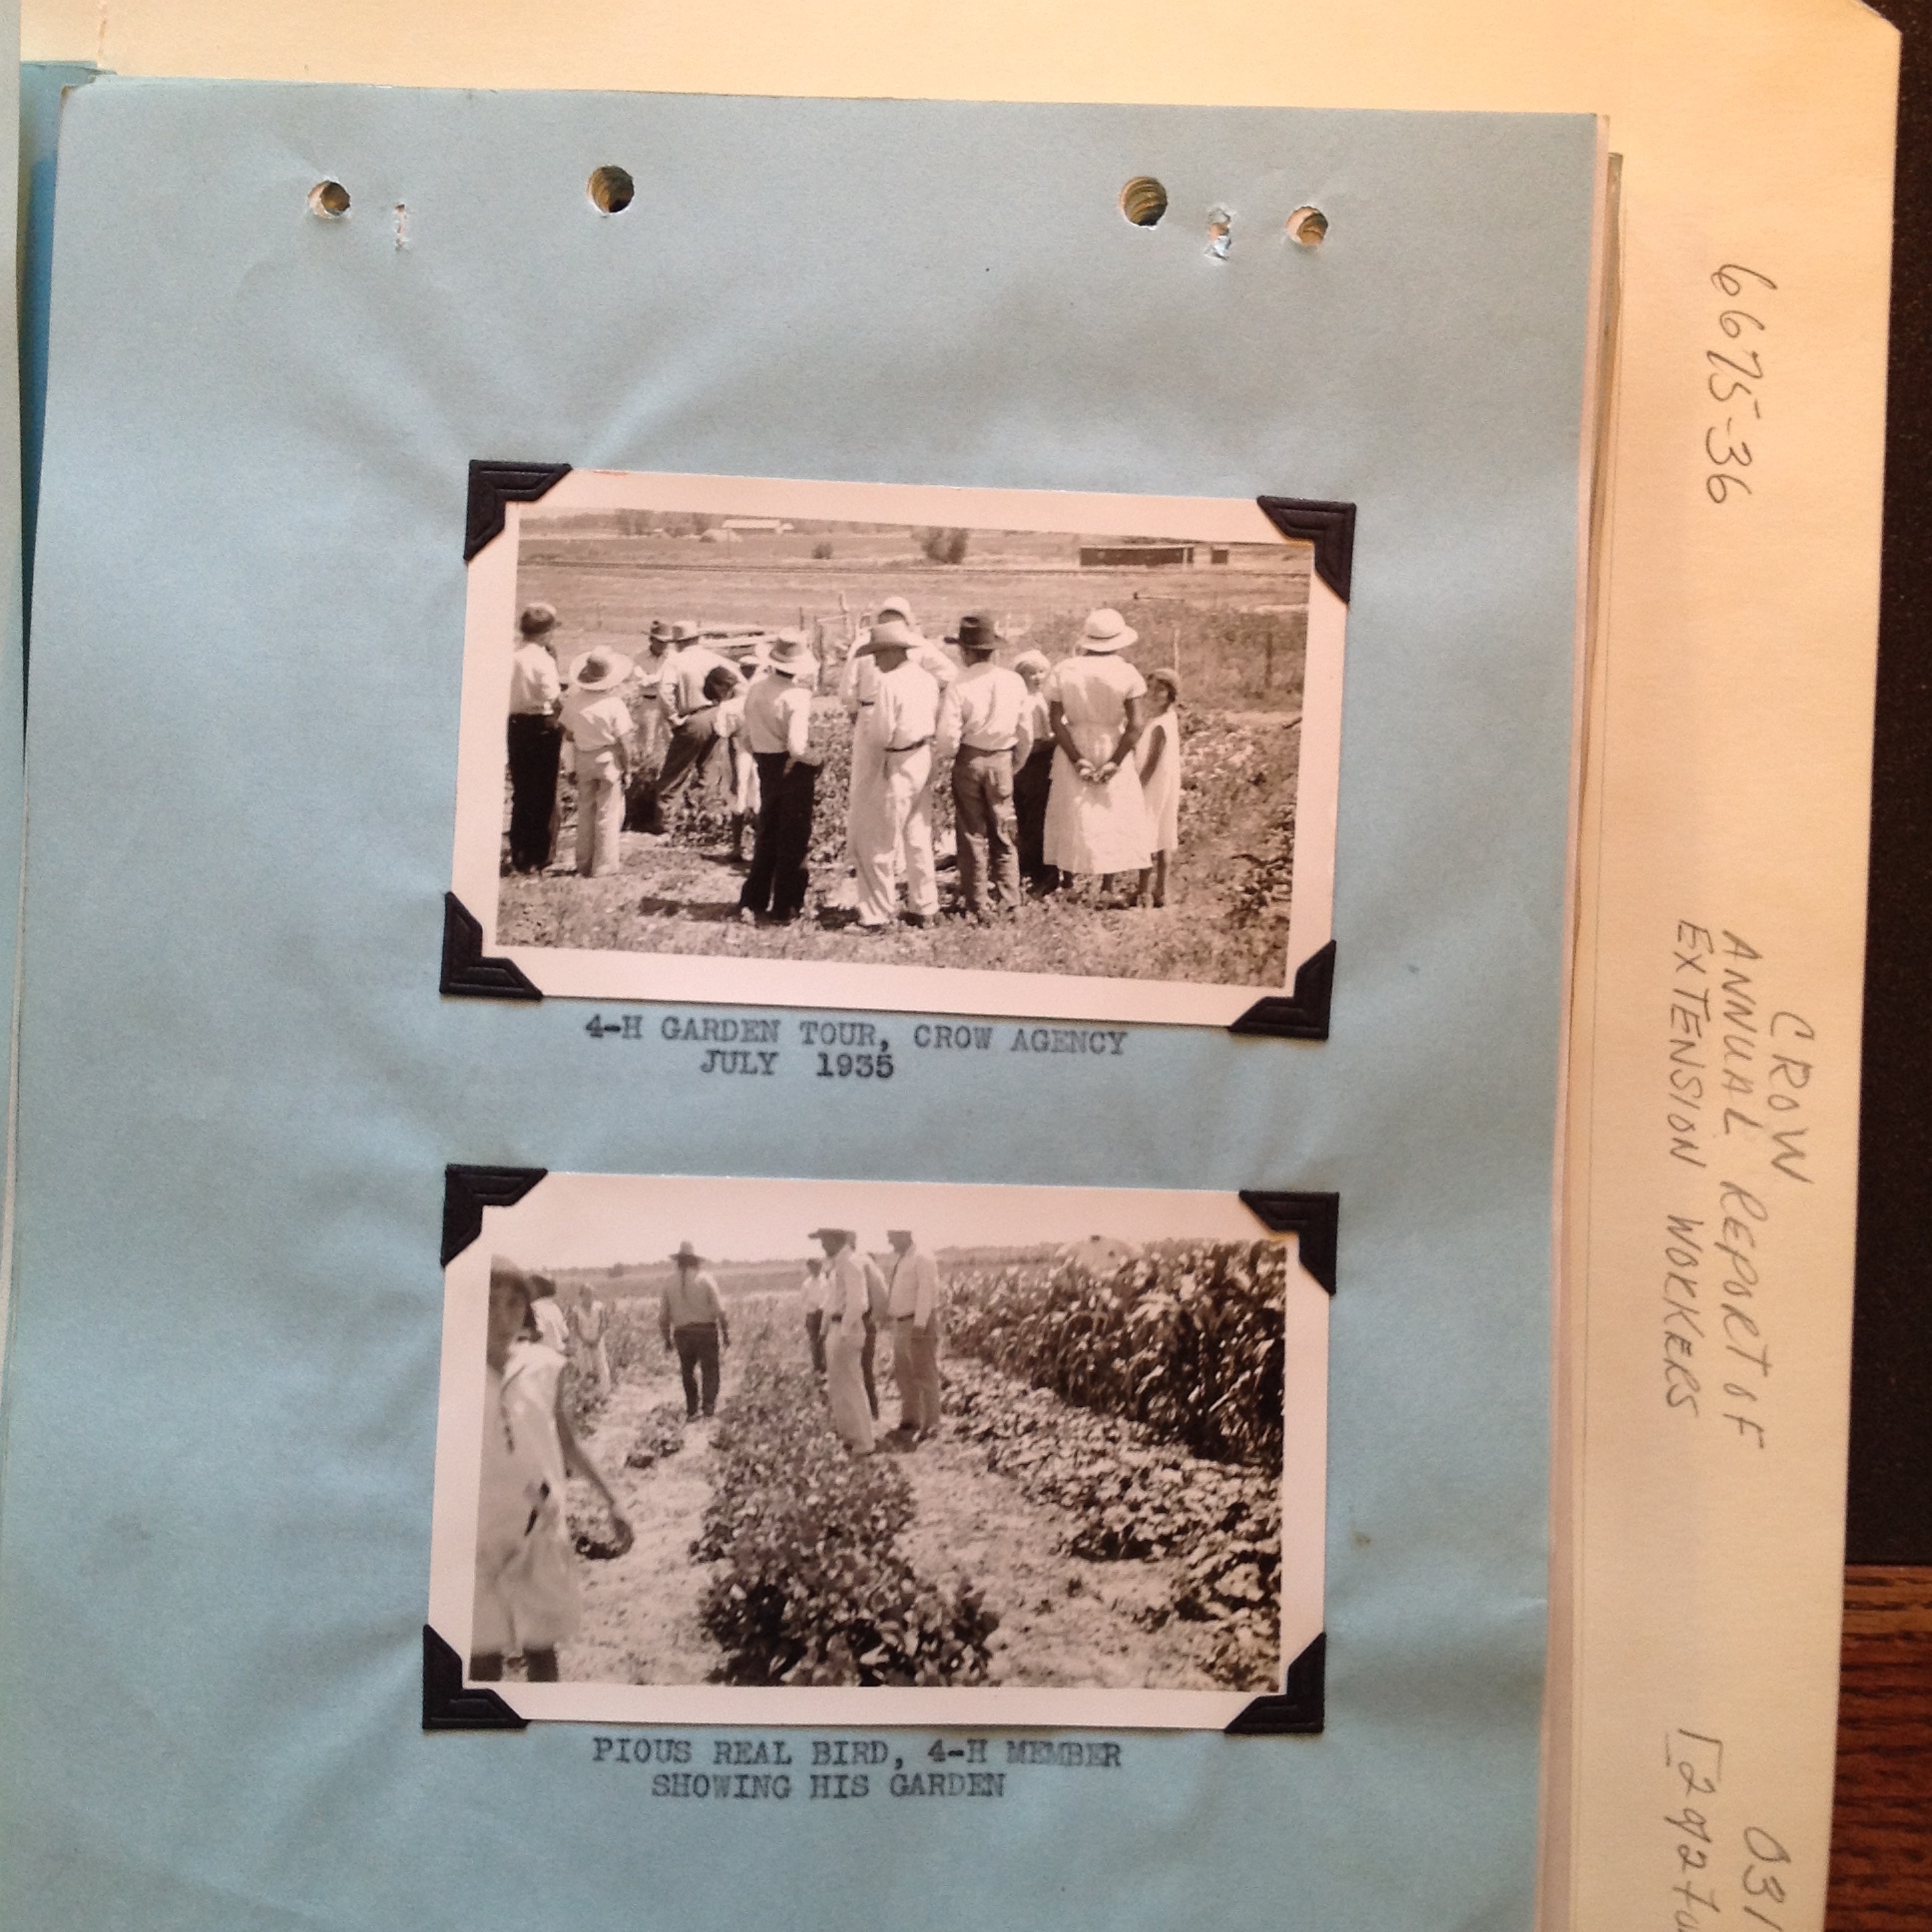 4-H GARDEN TOUR, CROW AGENCY
JULY 1935
PIOUS REAL BIRD, 4-H MEMBER
SHOWING HIS GARDEN
6675-36
CROW
ANNUAL REPORT OF
EXTENSION WORKERS
031